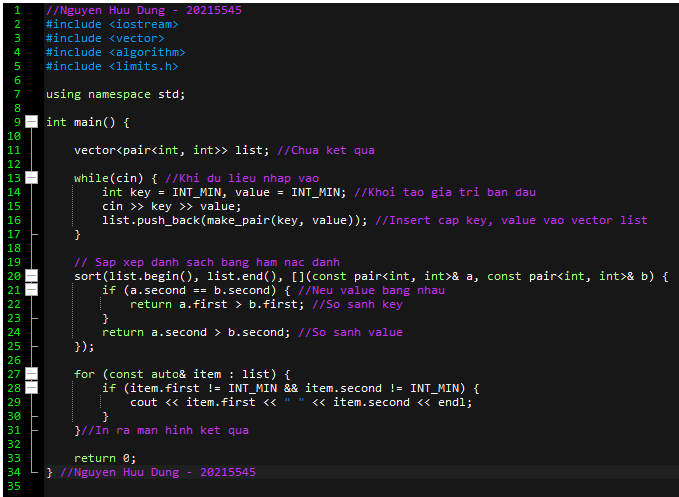 1 //Nguyen Huu Dung - 20215545
2 #include <iostream>
3 #include <vector>
4 #include <algorithm>
5 #include <limits.h>
6
7 using namespace std;
8
9 int main() {
10
11     vector<pair<int, int>> list; //Chua ket qua
12
13     while(cin) { //Khi du lieu nhap vao
14         int key = INT_MIN, value = INT_MIN; //Khoi tao gia tri ban dau
15         cin >> key >> value;
16         list.push_back(make_pair(key, value)); //Insert cap key, value vao vector list
17     }
18
19     // Sap xep danh sach bang ham nac danh
20     sort(list.begin(), list.end(), [](const pair<int, int>& a, const pair<int, int>& b) {
21         if (a.second == b.second) { //Neu value bang nhau
22             return a.first > b.first; //So sanh key
23         }
24         return a.second > b.second; //So sanh value
25     });
26
27     for (const auto& item : list) {
28         if (item.first != INT_MIN && item.second != INT_MIN) {
29             cout << item.first << " " << item.second << endl;
30         }
31     }//In ra man hinh ket qua
32
33     return 0;
34 } //Nguyen Huu Dung - 20215545
35